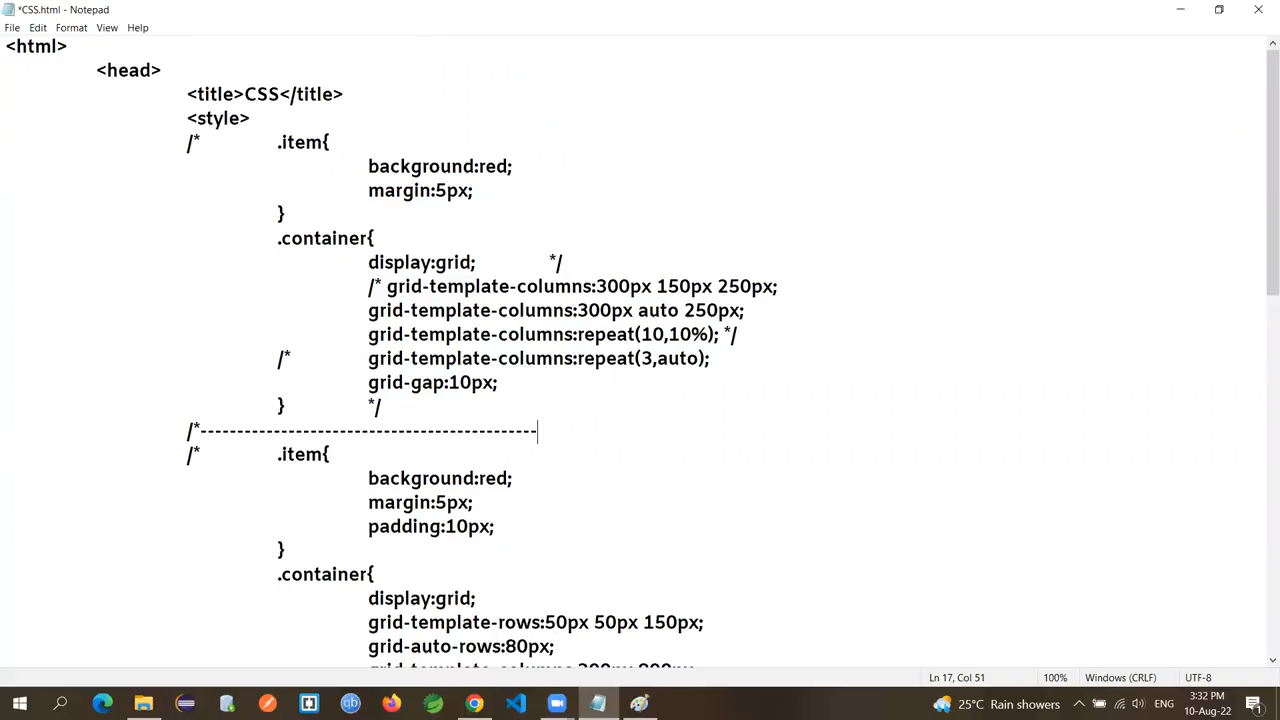 *CSS.html - Notepad
File Edit Format View Help
<html>
<head>
<title>CSS</title>
<style>
/* .item{
background:red;
margin:5px;
}
.container{
display:grid; */
/* grid-template-columns:300px 150px 250px;
grid-template-columns:300px auto 250px;
grid-template-columns:repeat(10,10%); */
/* grid-template-columns:repeat(3,auto);
grid-gap:10px;
} */
/*------------------------------------------
/* .item{
background:red;
margin:5px;
padding:10px;
}
.container{
display:grid;
grid-template-rows:50px 50px 150px;
grid-auto-rows:80px;
Ln 17, Col 51 100% Windows (CRLF) UTF-8
qb 25°C Rain showers ENG 3:32 PM
10-Aug-22 1